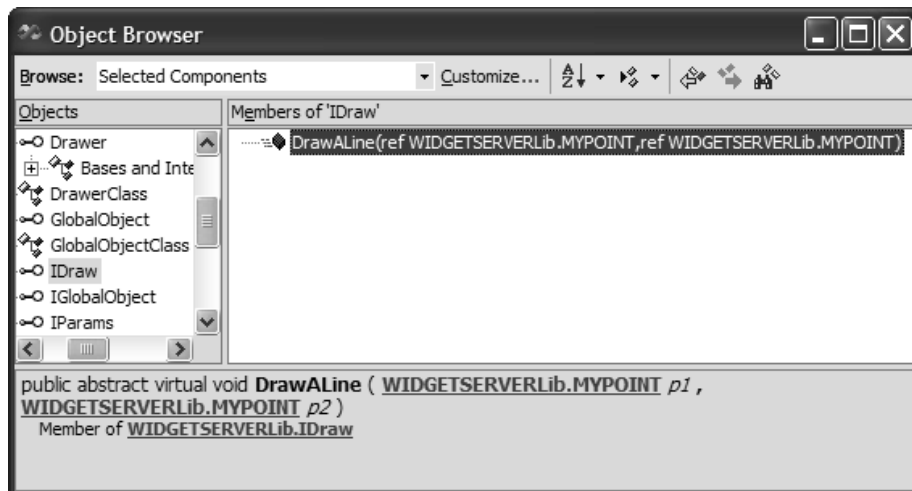 Object Browser
Browse: Selected Components Customize...
Objects
Members of 'IDraw'
Drawer
Bases and Inte
DrawerClass
GlobalObject
GlobalObjectClass
IDraw
IGlobalObject
IParams
DrawALine(ref WIDGETSERVERLib.MYPOINT,ref WIDGETSERVERLib.MYPOINT)
public abstract virtual void DrawALine ( WIDGETSERVERLib.MYPOINT p1 ,
WIDGETSERVERLib.MYPOINT p2 )
Member of WIDGETSERVERLib.IDraw